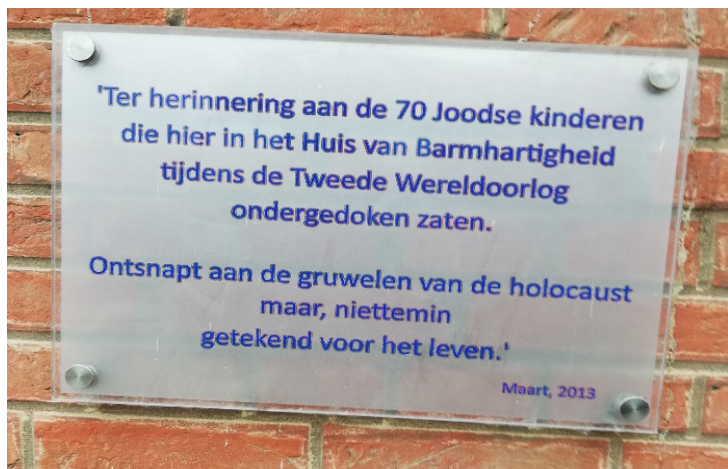 'Ter herinnering aan de 70 Joodse kinderen
die hier in het Huis van Barmhartigheid
tijdens de Tweede Wereldoorlog
ondergedoken zaten.
Ontsnapt aan de gruwelen van de holocaust
maar, niettemin
getekend voor het leven.'
Maart, 2013